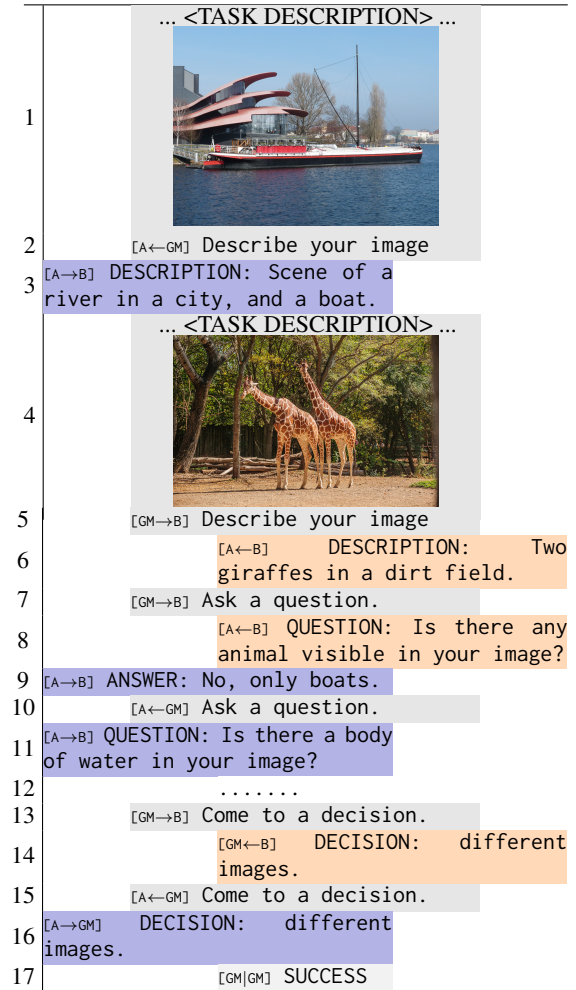 ... <TASK DESCRIPTION> ...
1
2 [A←GM] Describe your image
3 [A→B] DESCRIPTION: Scene of a
river in a city, and a boat.
... <TASK DESCRIPTION> ...
4
5 [GM→B] Describe your image
6 [A←B] DESCRIPTION: Two
giraffes in a dirt field.
7 [GM→B] Ask a question.
8 [A←B] QUESTION: Is there any
animal visible in your image?
9 [A→B] ANSWER: No, only boats.
10 [A←GM] Ask a question.
11 [A→B] QUESTION: Is there a body
of water in your image?
12 .......
13 [GM→B] Come to a decision.
14 [GM←B] DECISION: different
images.
15 [A←GM] Come to a decision.
16 [A→GM] DECISION: different
images.
17 [GM|GM] SUCCESS